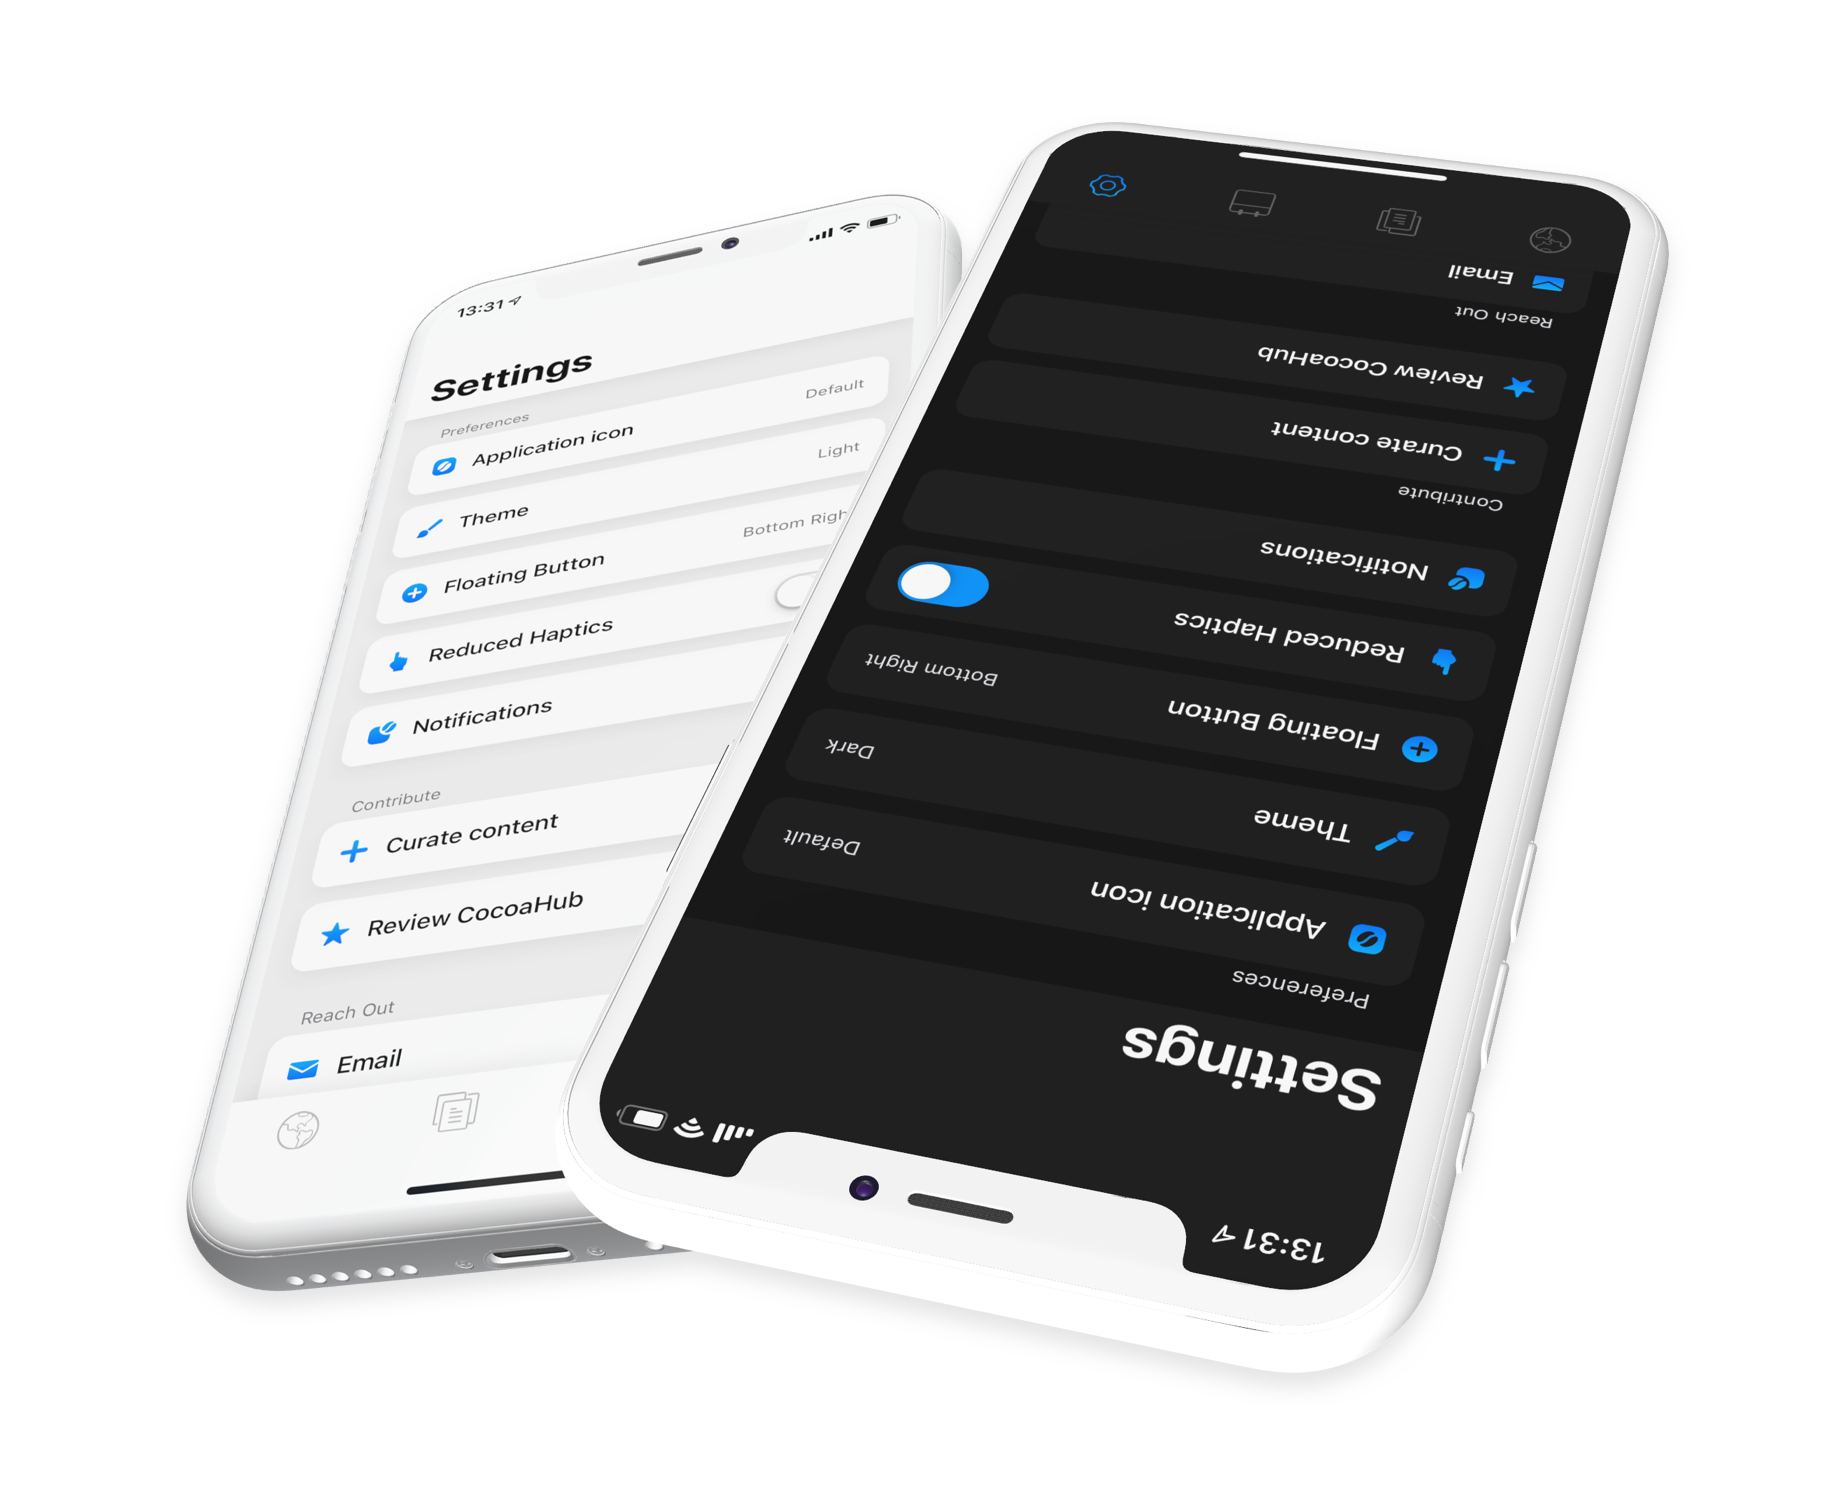 13:31
Settings
Preferences
Application icon Default
Theme Light
Floating Button Bottom Righ
Reduced Haptics
Notifications
Contribute
Curate content
Review CocoaHub
Reach Out
Email
13:31
Settings
Preferences
Application icon Default
Theme Dark
Floating Button Bottom Right
Reduced Haptics
Notifications
Contribute
Curate content
Review CocoaHub
Reach Out
Email